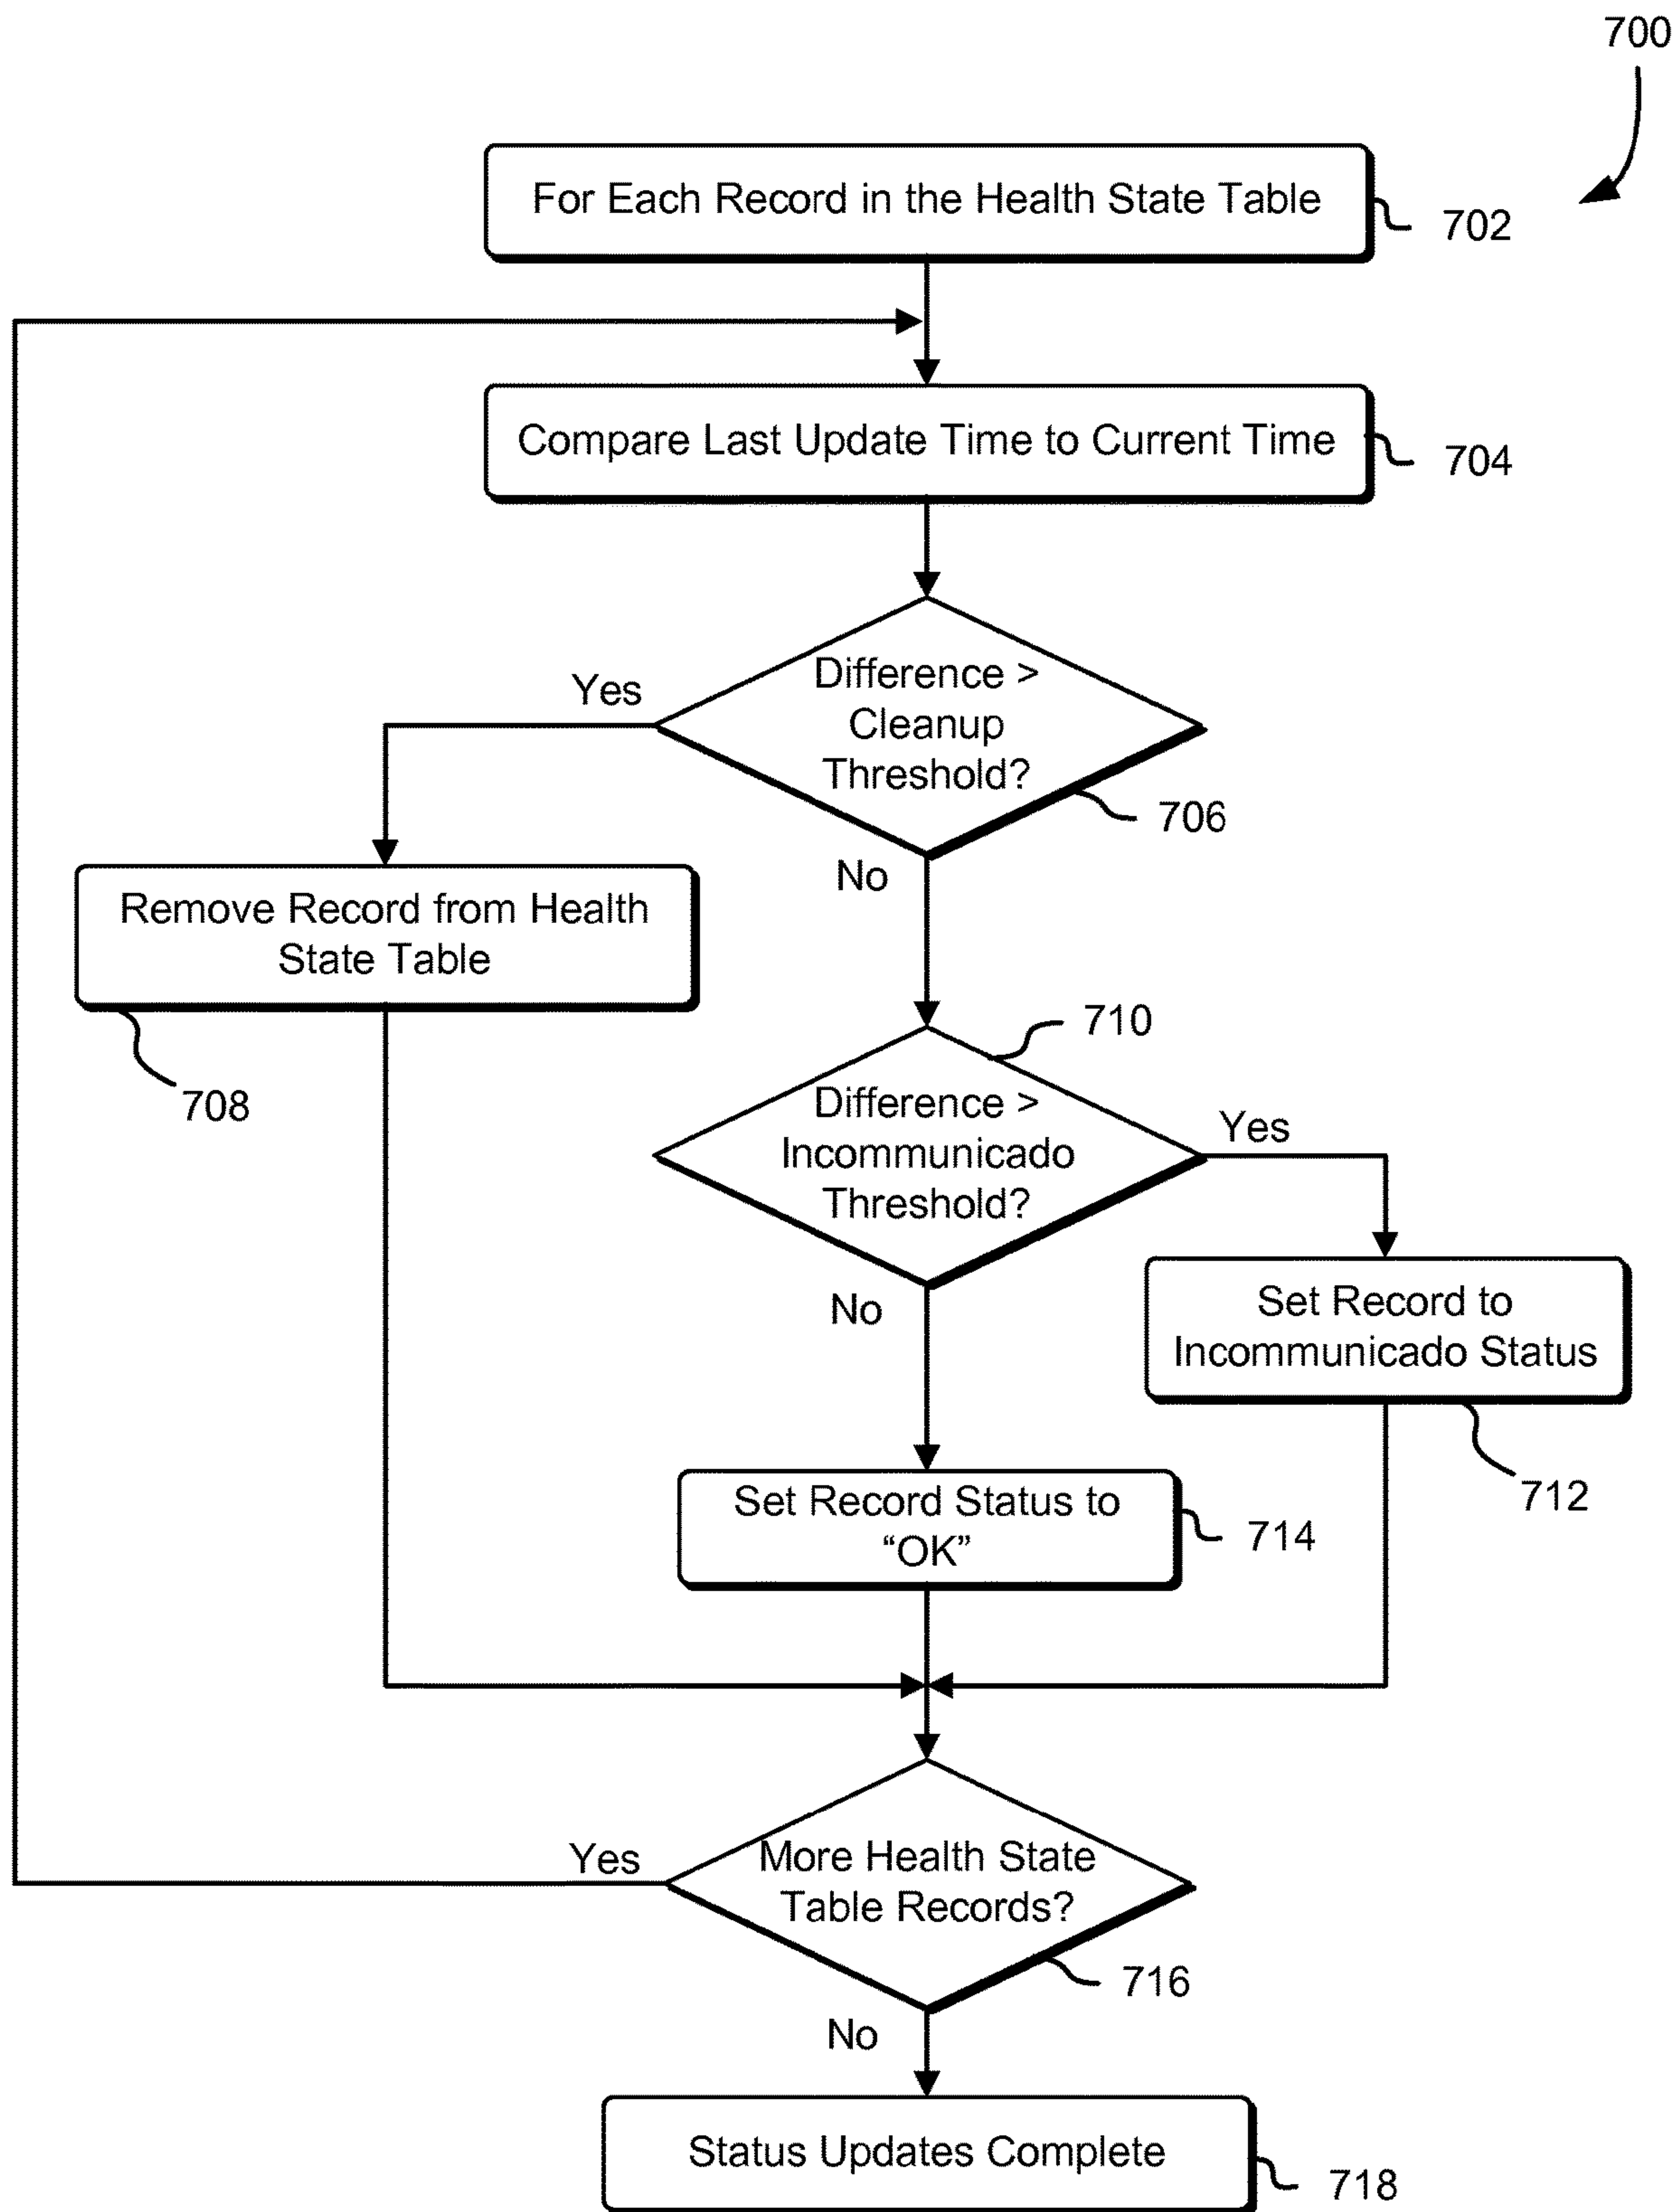 700
For Each Record in the Health State Table
702
Compare Last Update Time to Current Time
704
Difference >
Cleanup
Threshold?
Yes
706
No
Remove Record from Health
State Table
708
710
Difference >
Incommunicado
Threshold?
Yes
No
Set Record to
Incommunicado Status
712
Set Record Status to
“OK”
714
More Health State
Table Records?
Yes
716
No
Status Updates Complete
718